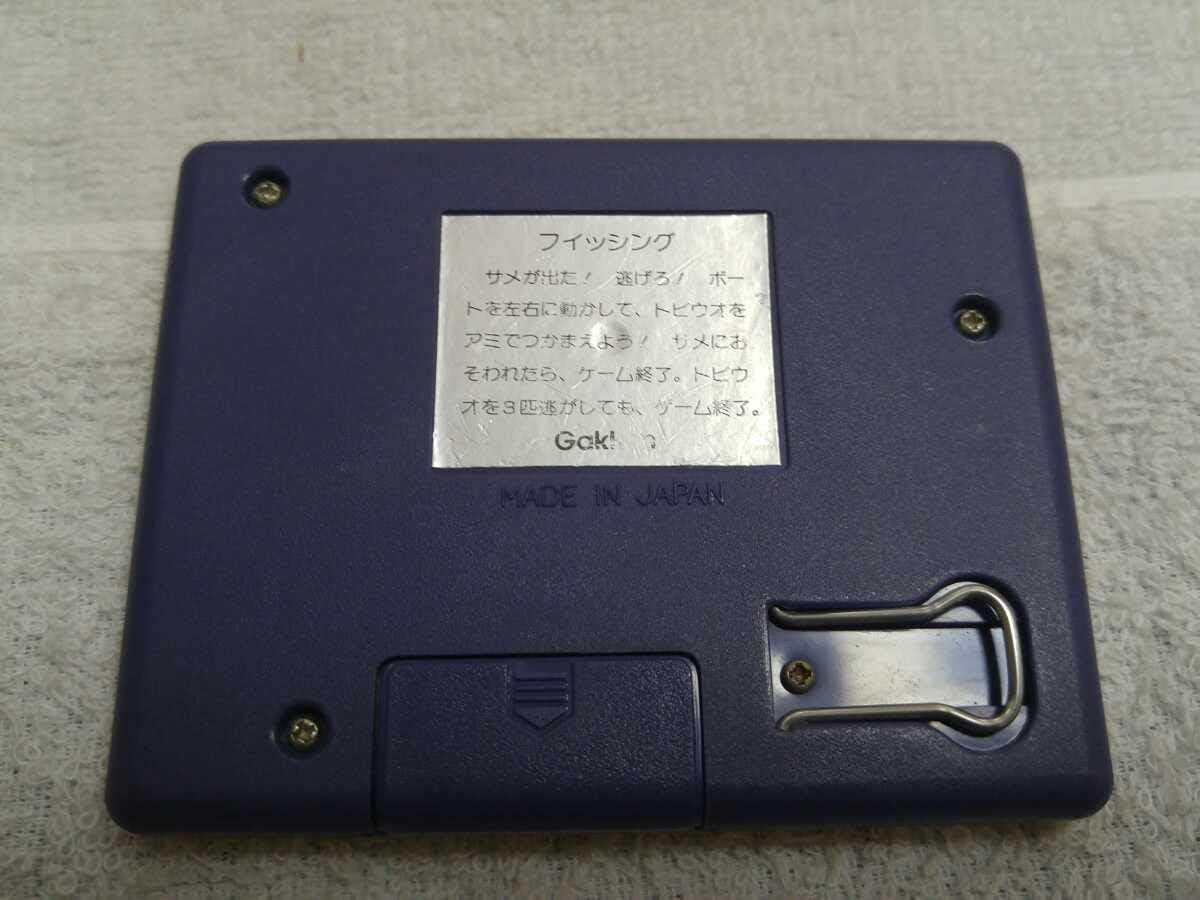 フイッシング
サメが出た! 逃げろ! ボー
トを左右に動かして、トビウオを
アミでつかまえよう! サメにお
そわれたら、ゲーム終了。トビウ
オを3匹逃がしても、ゲーム終了。
MADE IN JAPAN